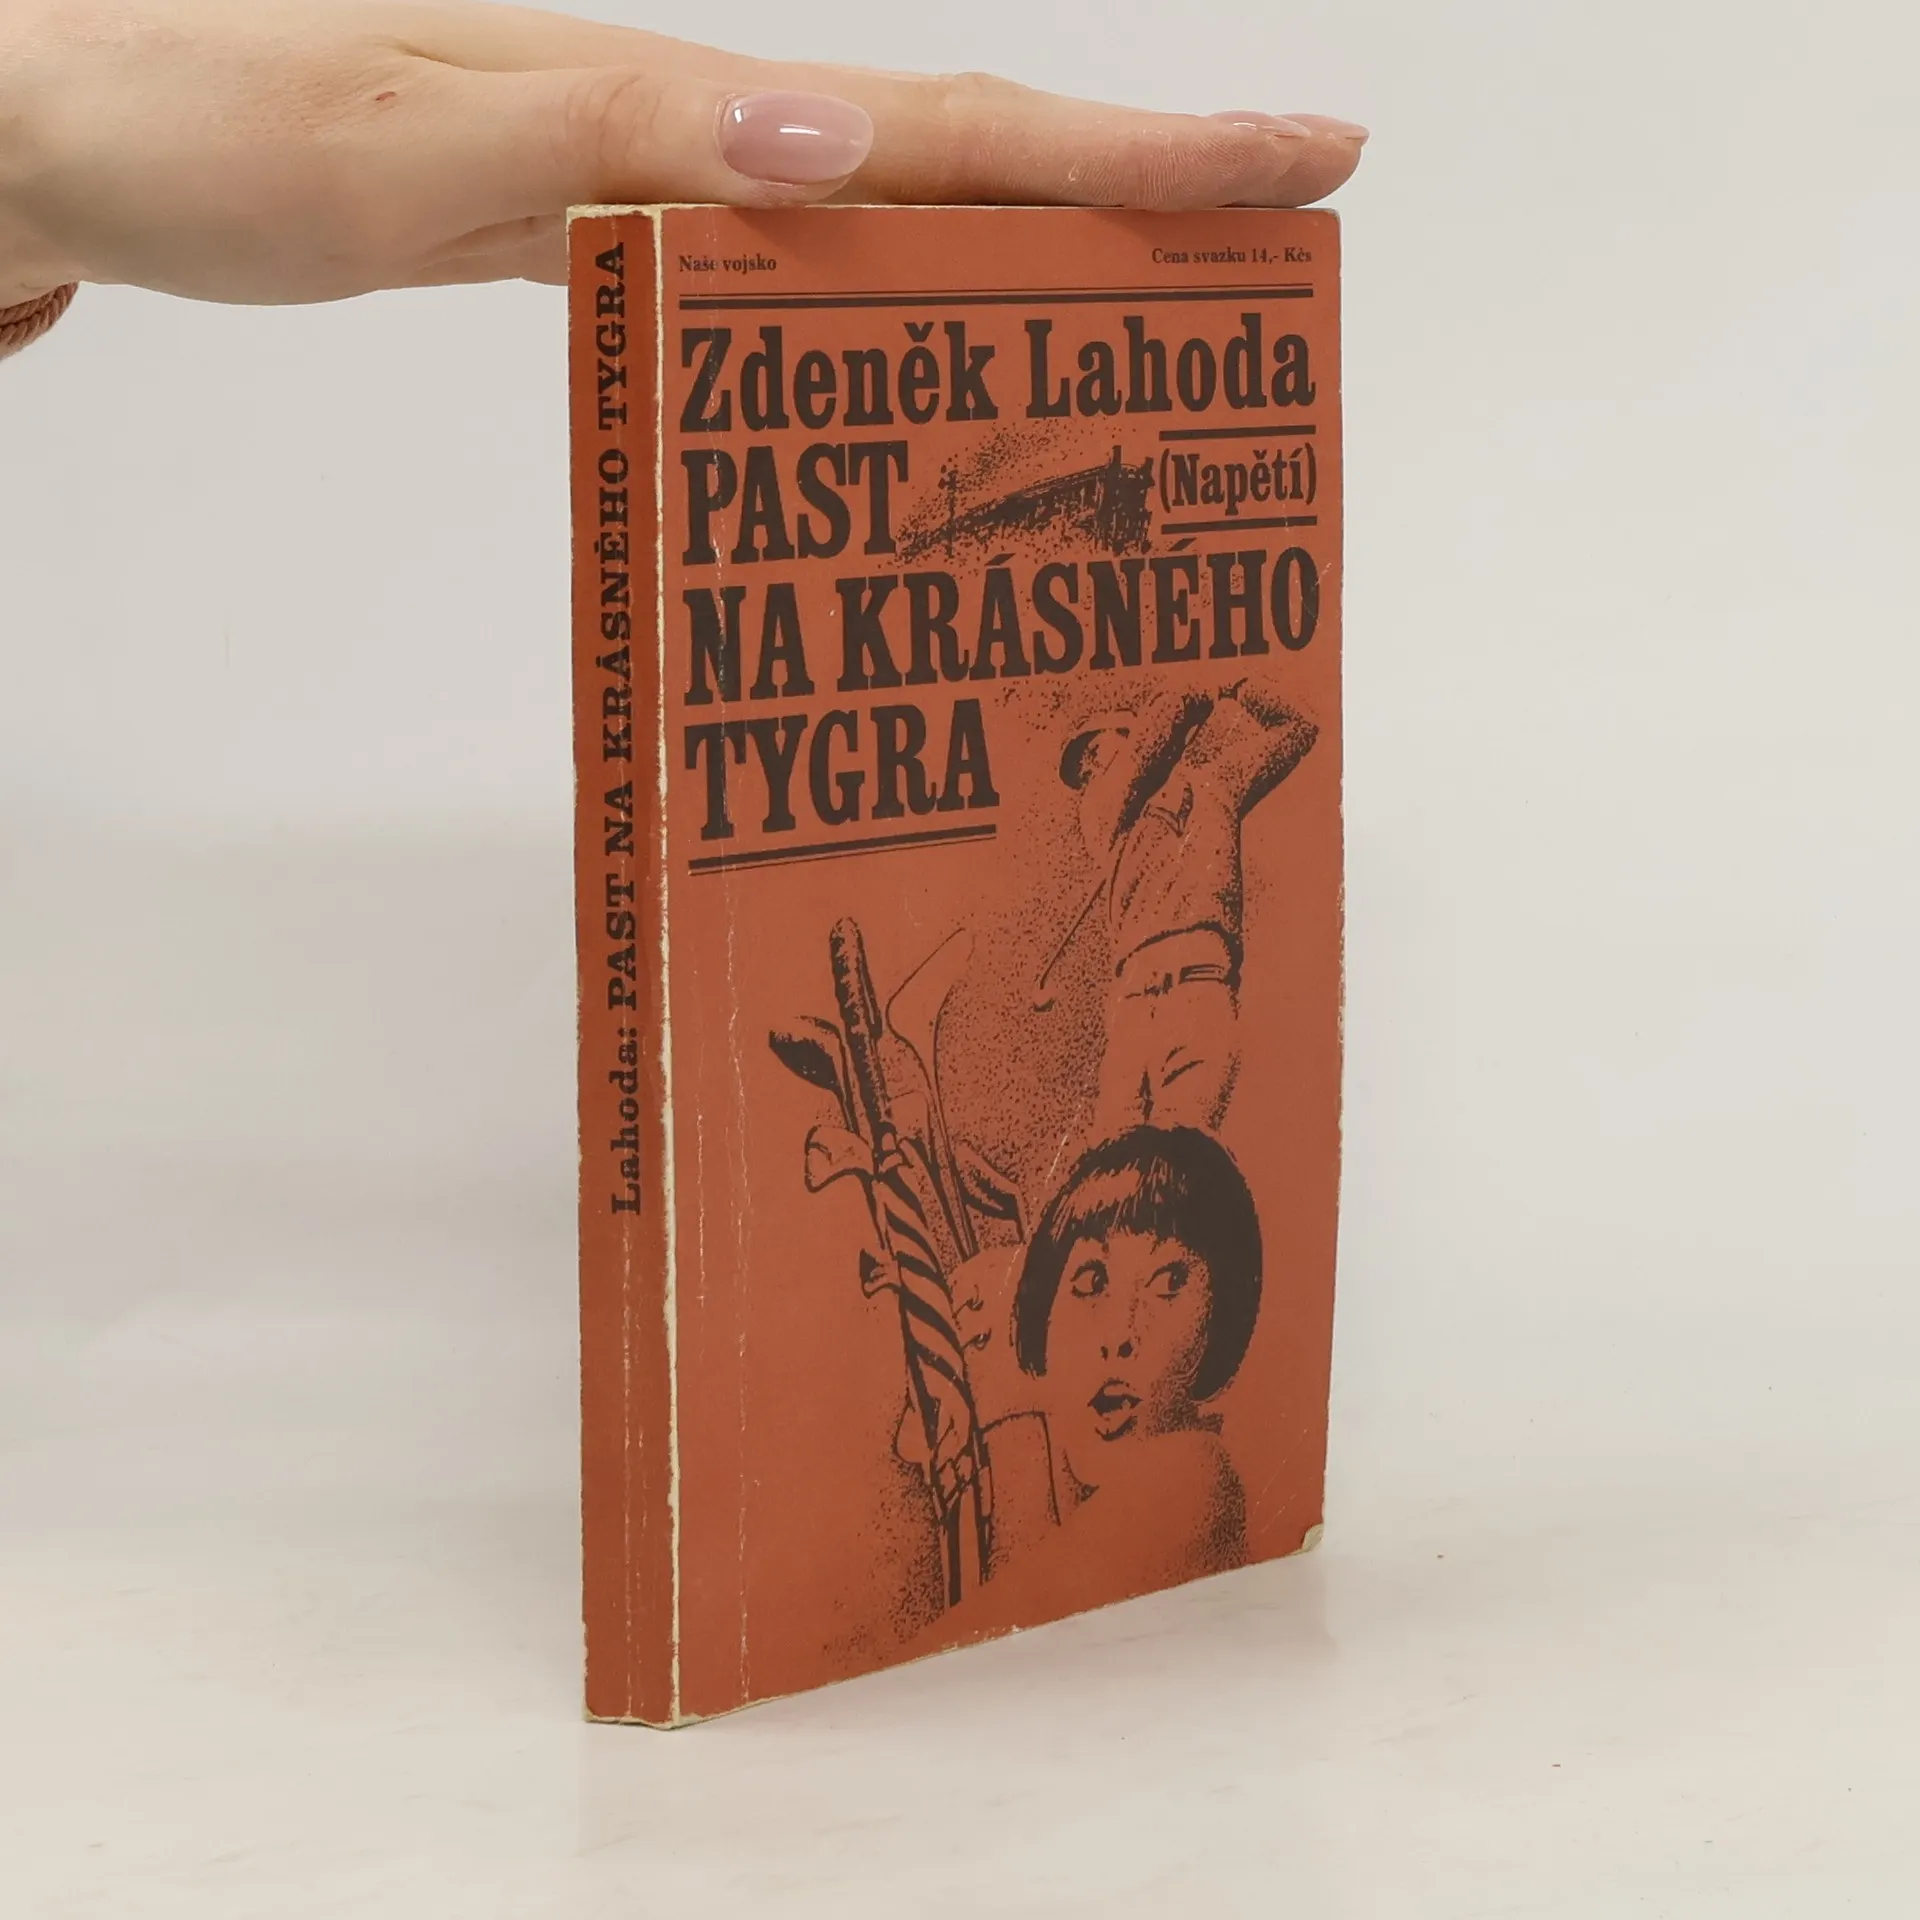 Naše vojsko
Cena svazku 14,- Kčs
Zdeněk Lahoda
PAST
(Napětí)
NA KRÁSNÉHO
TYGRA
Lahoda: PAST NA KRÁSNÉHO TYGRA